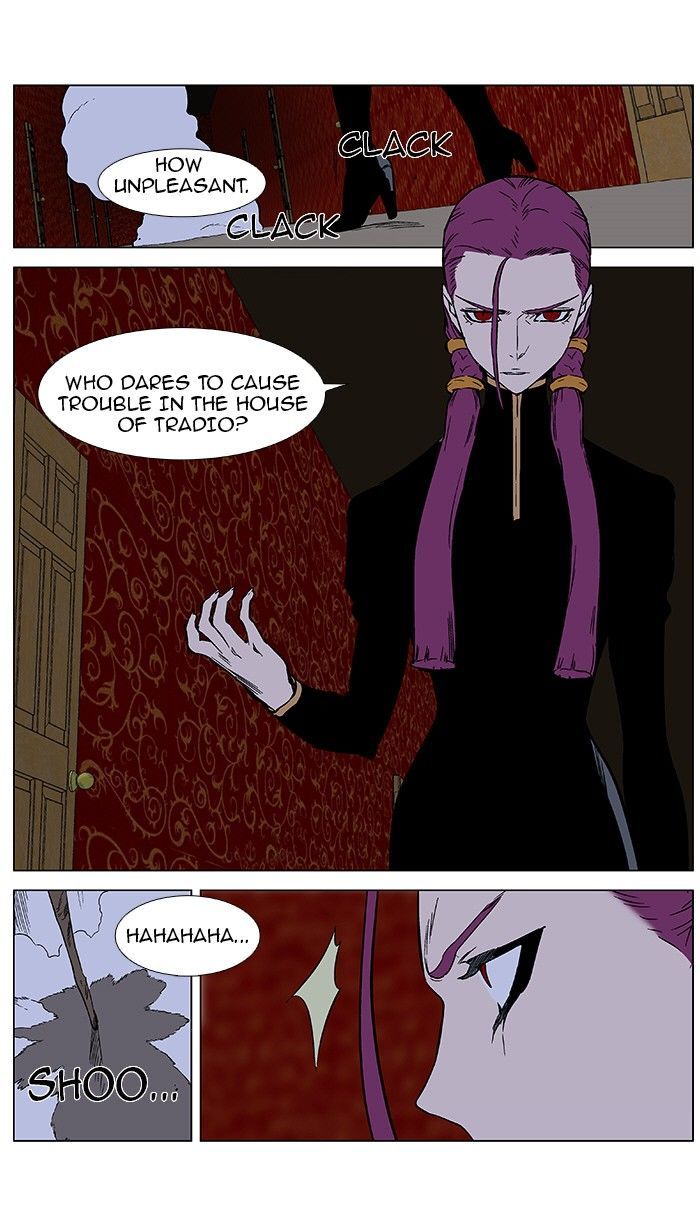 CLACK
HOW
UNPLEASANT.
CLACK
WHO DARES TO CAUSE
TROUBLE IN THE HOUSE
OF TRADIO?
HAHAHAHA...
SHOO...